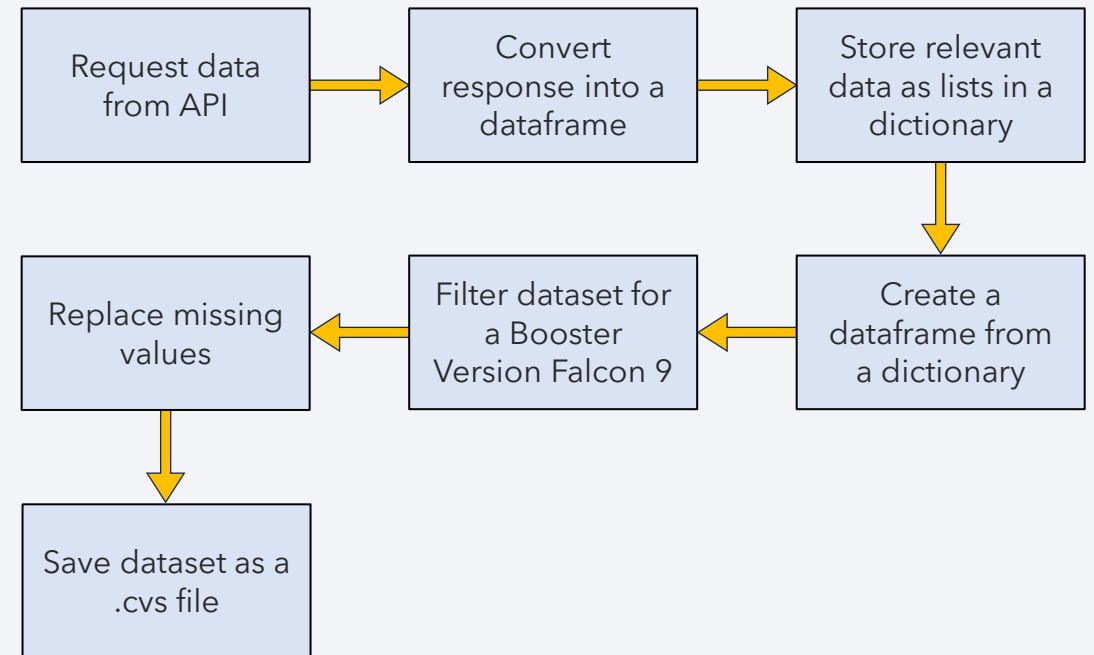 Request data
from API
Convert
response into a
dataframe
Store relevant
data as lists in a
dictionary
Create a
dataframe from
a dictionary
Filter dataset for
a Booster
Version Falcon 9
Replace missing
values
Save dataset as a
.cvs file